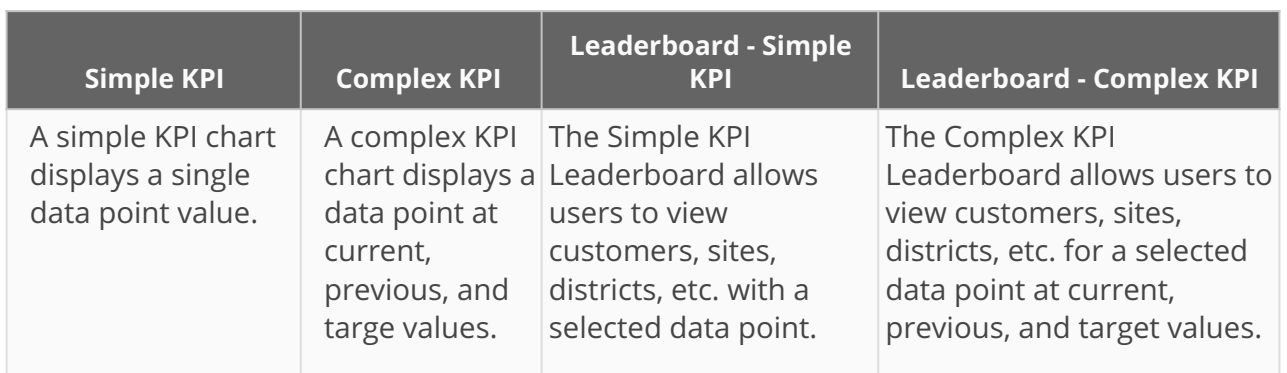 Simple KPI
Complex KPI
Leaderboard - Simple
KPI
Leaderboard - Complex KPI
A simple KPI chart
displays a single
data point value.
A complex KPI
chart displays a
data point at
current,
previous, and
targe values.
The Simple KPI
Leaderboard allows
users to view
customers, sites,
districts, etc. with a
selected data point.
The Complex KPI
Leaderboard allows users to
view customers, sites,
districts, etc. for a selected
data point at current,
previous, and target values.